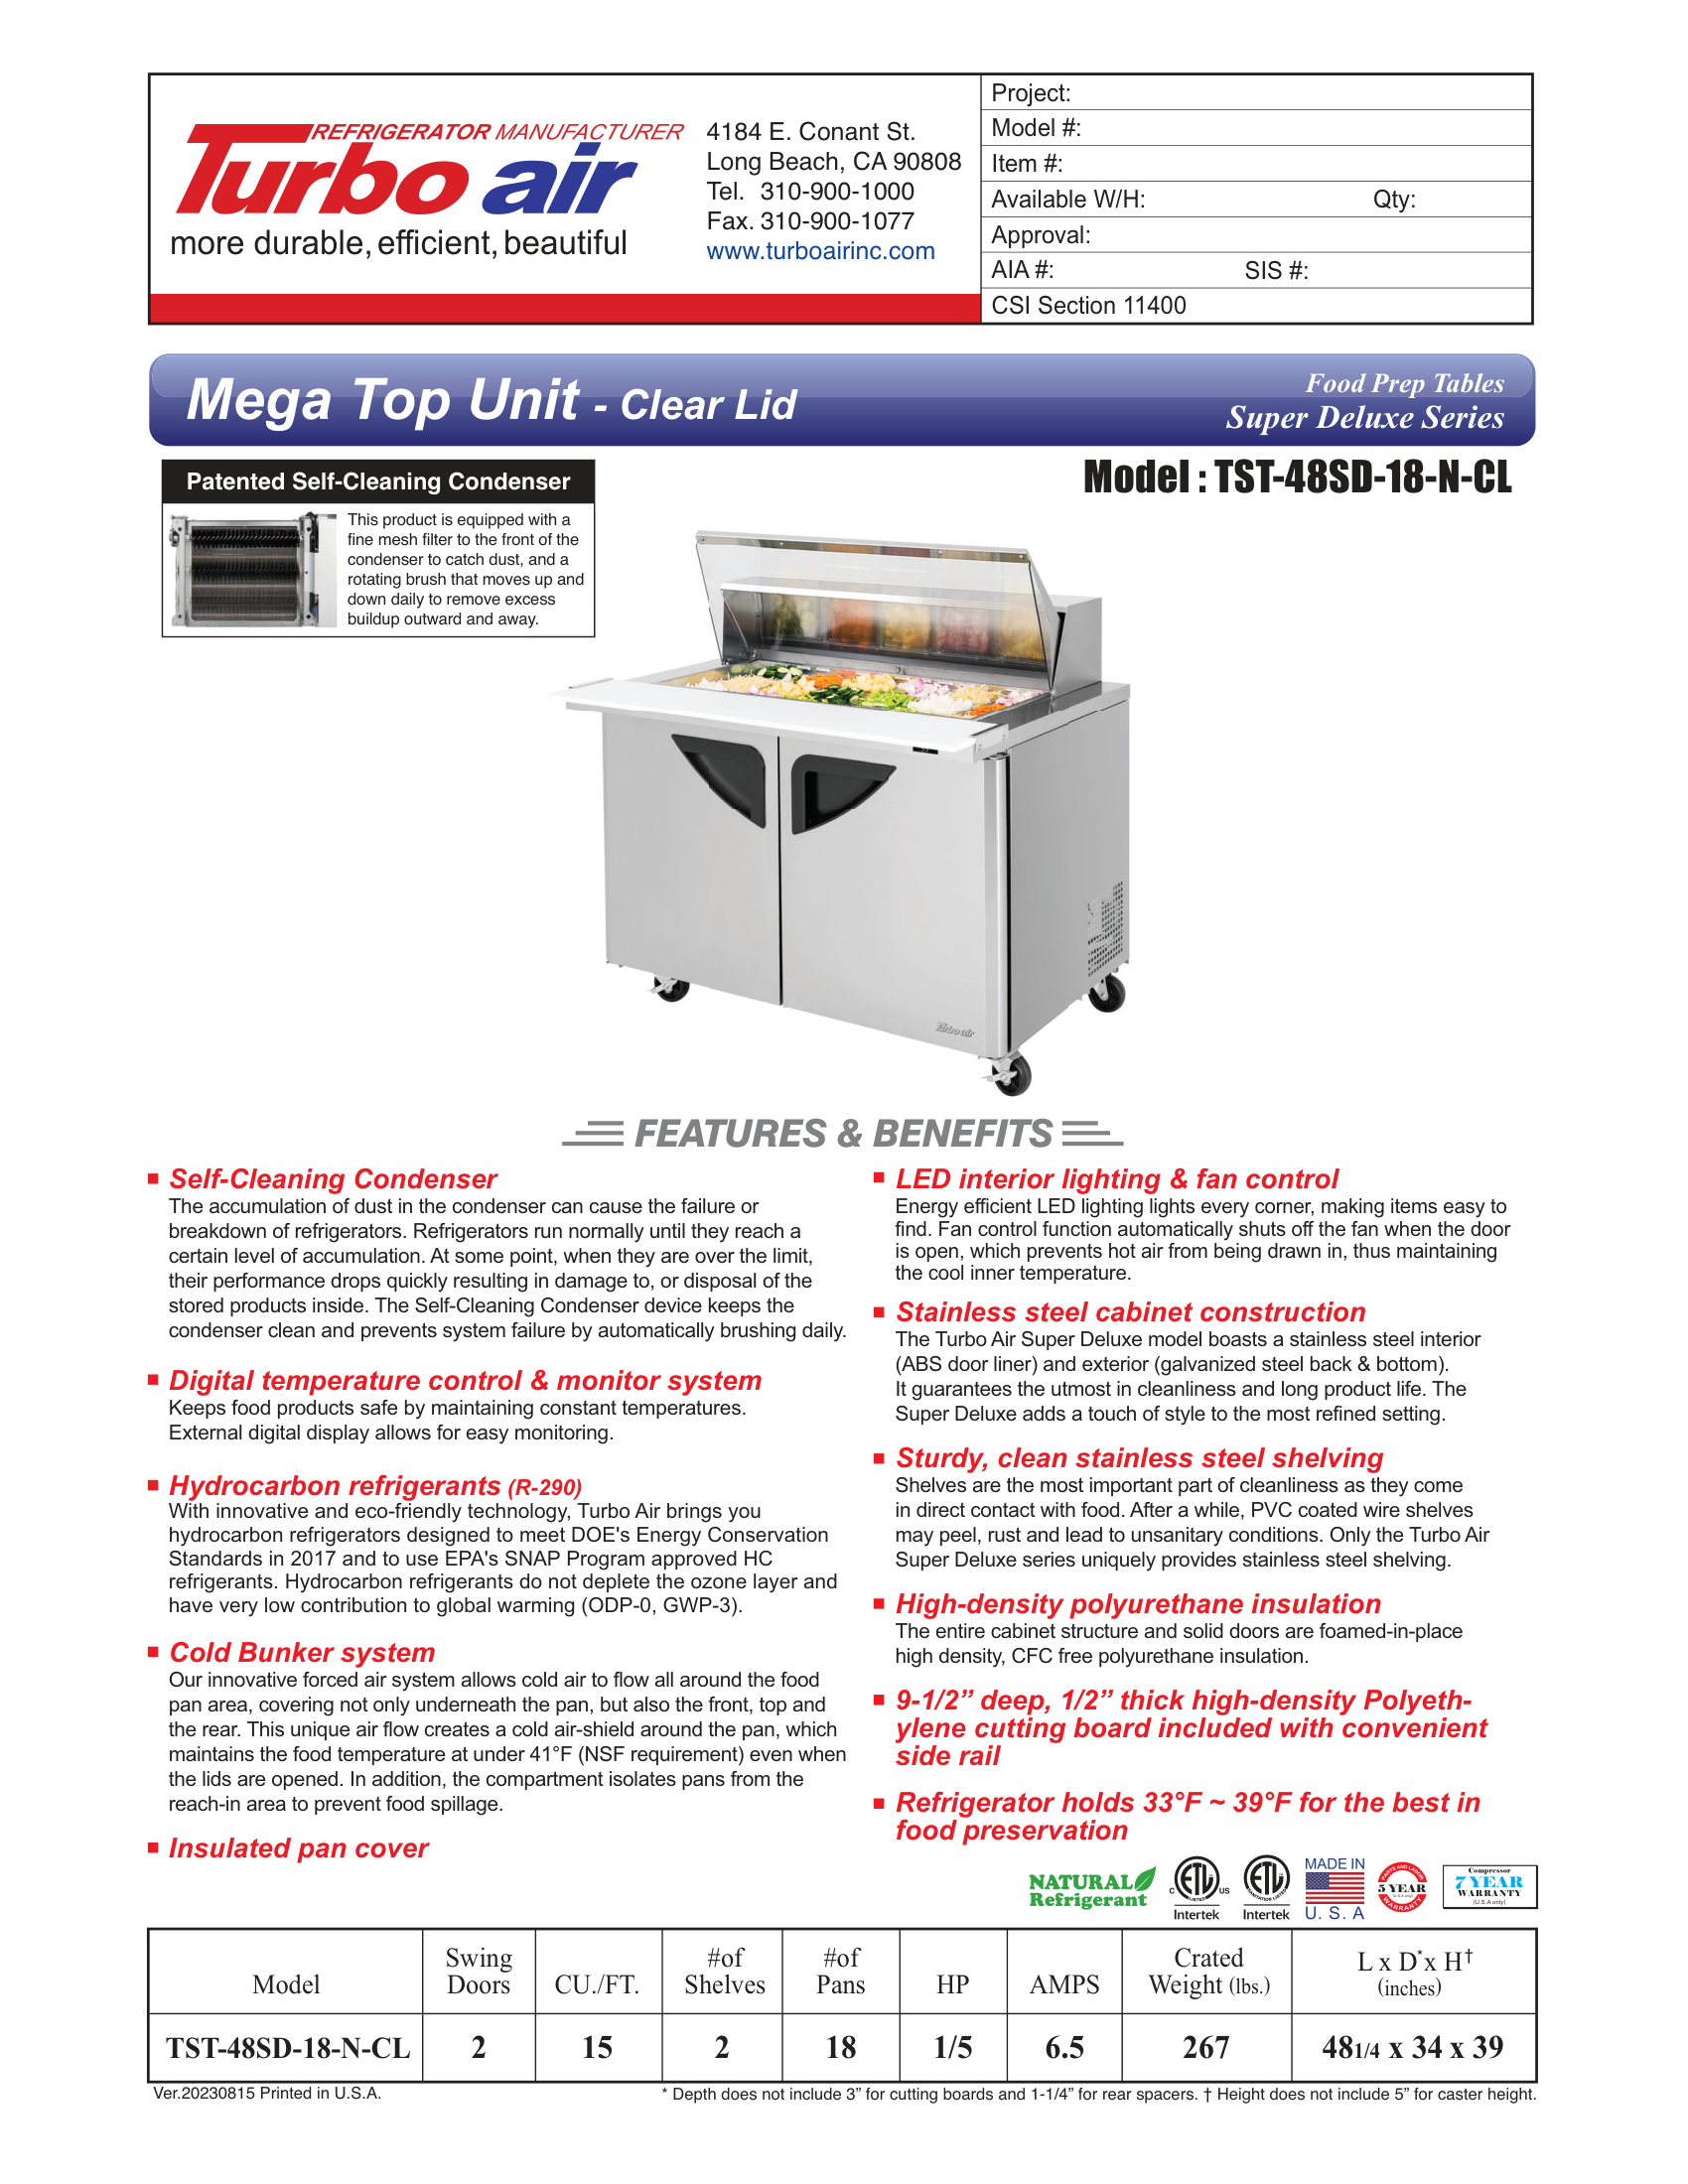 REFRIGERATOR MANUFACTURER
Turbo air
more durable, efficient, beautiful
4184 E. Conant St.
Long Beach, CA 90808
Tel. 310-900-1000
Fax. 310-900-1077
www.turboairinc.com
Project:
Model #:
Item #:
Available W/H: Qty:
Approval:
AIA #: SIS #:
CSI Section 11400
Mega Top Unit - Clear Lid
Food Prep Tables
Super Deluxe Series
Patented Self-Cleaning Condenser
This product is equipped with a
fine mesh filter to the front of the
condenser to catch dust, and a
rotating brush that moves up and
down daily to remove excess
buildup outward and away.
Model : TST-48SD-18-N-CL
Turbo air
FEATURES & BENEFITS
Self-Cleaning Condenser
The accumulation of dust in the condenser can cause the failure or
breakdown of refrigerators. Refrigerators run normally until they reach a
certain level of accumulation. At some point, when they are over the limit,
their performance drops quickly resulting in damage to, or disposal of the
stored products inside. The Self-Cleaning Condenser device keeps the
condenser clean and prevents system failure by automatically brushing daily.
Digital temperature control & monitor system
Keeps food products safe by maintaining constant temperatures.
External digital display allows for easy monitoring.
Hydrocarbon refrigerants (R-290)
With innovative and eco-friendly technology, Turbo Air brings you
hydrocarbon refrigerators designed to meet DOE's Energy Conservation
Standards in 2017 and to use EPA's SNAP Program approved HC
refrigerants. Hydrocarbon refrigerants do not deplete the ozone layer and
have very low contribution to global warming (ODP-0, GWP-3).
Cold Bunker system
Our innovative forced air system allows cold air to flow all around the food
pan area, covering not only underneath the pan, but also the front, top and
the rear. This unique air flow creates a cold air-shield around the pan, which
maintains the food temperature at under 41°F (NSF requirement) even when
the lids are opened. In addition, the compartment isolates pans from the
reach-in area to prevent food spillage.
Insulated pan cover
LED interior lighting & fan control
Energy efficient LED lighting lights every corner, making items easy to
find. Fan control function automatically shuts off the fan when the door
is open, which prevents hot air from being drawn in, thus maintaining
the cool inner temperature.
Stainless steel cabinet construction
The Turbo Air Super Deluxe model boasts a stainless steel interior
(ABS door liner) and exterior (galvanized steel back & bottom).
It guarantees the utmost in cleanliness and long product life. The
Super Deluxe adds a touch of style to the most refined setting.
Sturdy, clean stainless steel shelving
Shelves are the most important part of cleanliness as they come
in direct contact with food. After a while, PVC coated wire shelves
may peel, rust and lead to unsanitary conditions. Only the Turbo Air
Super Deluxe series uniquely provides stainless steel shelving.
High-density polyurethane insulation
The entire cabinet structure and solid doors are foamed-in-place
high density, CFC free polyurethane insulation.
9-1/2” deep, 1/2” thick high-density Polyeth-
ylene cutting board included with convenient
side rail
Refrigerator holds 33°F ~ 39°F for the best in
food preservation
NATURAL
Refrigerant
C ETL US
LISTED
Intertek
ETL
SANITATION LISTED
Intertek
MADE IN
U. S. A
PARTS AND LABOR
5 YEAR
(U.S.A only)
WARRANTY
Compressor
7 YEAR
WARRANTY
(U.S.A only)
Model Swing Doors CU./FT. #of Shelves #of Pans HP AMPS Crated Weight (lbs.) L x D* x H† (inches)
TST-48SD-18-N-CL 2 15 2 18 1/5 6.5 267 48 1/4 x 34 x 39
Ver.20230815 Printed in U.S.A.
* Depth does not include 3” for cutting boards and 1-1/4” for rear spacers. † Height does not include 5” for caster height.